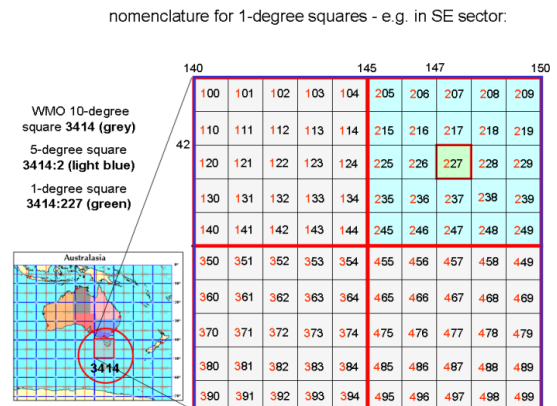 nomenclature for 1-degree squares - e.g. in SE sector:
140 145 147 150
WMO 10-degree
square 3414 (grey)
5-degree square
3414:2 (light blue)
1-degree square
3414:227 (green)
42
100 101 102 103 104 205 206 207 208 209
110 111 112 113 114 215 216 217 218 219
120 121 122 123 124 225 226 227 228 229
130 131 132 133 134 235 236 237 238 239
140 141 142 143 144 245 246 247 248 249
350 351 352 353 354 455 456 457 458 449
360 361 362 363 364 465 466 467 468 469
370 371 372 373 374 475 476 477 478 479
380 381 382 383 384 485 486 487 488 489
390 391 392 393 394 495 496 497 498 499
Australasia
3414